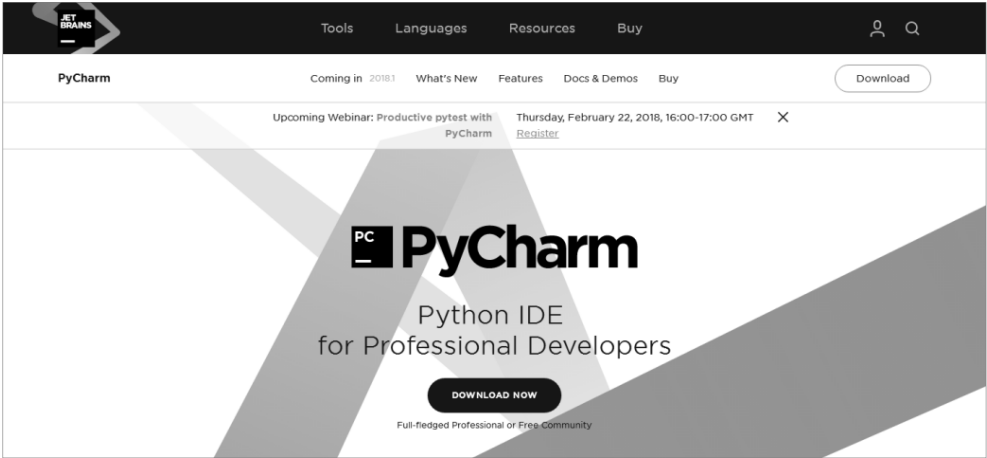 JET
BRAINS
Tools Languages Resources Buy
PyCharm
Coming in 2018.1 What's New Features Docs & Demos Buy
Download
Upcoming Webinar: Productive pytest with PyCharm
Thursday, February 22, 2018, 16:00-17:00 GMT
Register
PC
PyCharm
Python IDE
for Professional Developers
DOWNLOAD NOW
Full-fledged Professional or Free Community